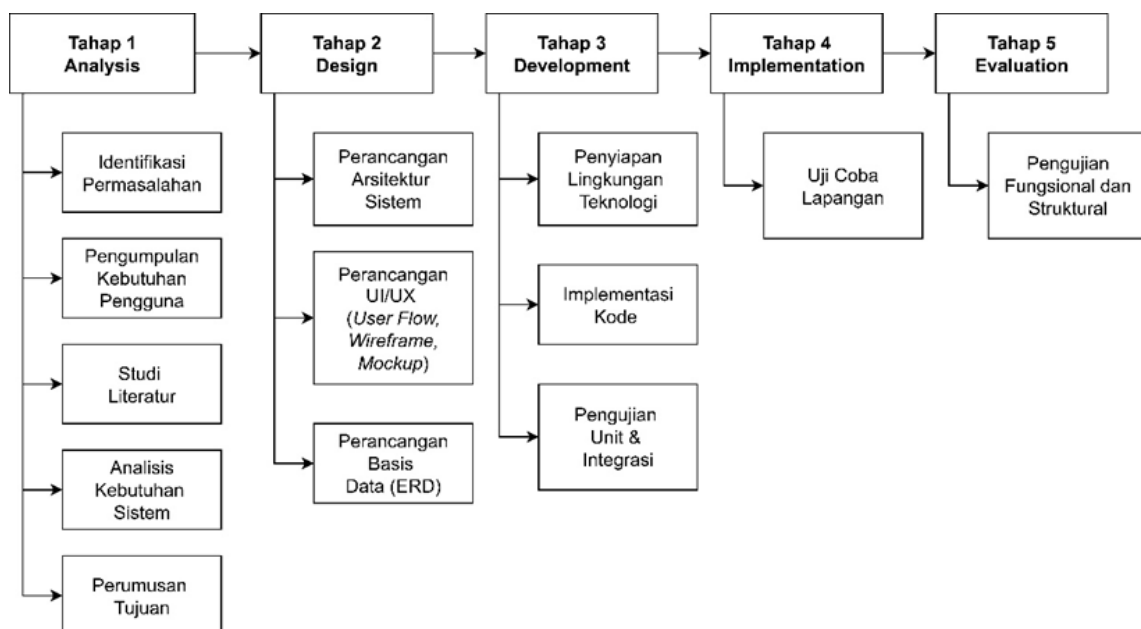 Tahap 1
Analysis
Tahap 2
Design
Tahap 3
Development
Tahap 4
Implementation
Tahap 5
Evaluation
Identifikasi
Permasalahan
Pengumpulan
Kebutuhan
Pengguna
Studi
Literatur
Analisis
Kebutuhan
Sistem
Perumusan
Tujuan
Perancangan
Arsitektur
Sistem
Perancangan
UI/UX
(User Flow,
Wireframe,
Mockup)
Perancangan
Basis
Data (ERD)
Penyiapan
Lingkungan
Teknologi
Implementasi
Kode
Pengujian
Unit &
Integrasi
Uji Coba
Lapangan
Pengujian
Fungsional dan
Struktural